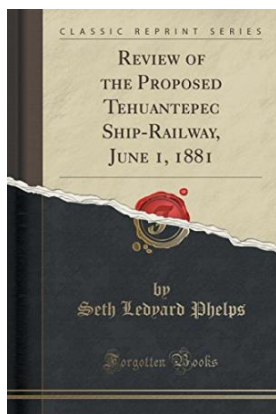 CLASSIC REPRINT SERIES
REVIEW OF
THE PROPOSED
TEHUANTEPEC
SHIP-RAILWAY,
JUNE 1, 1881
by
Seth Ledyard Phelps
Forgotten Books